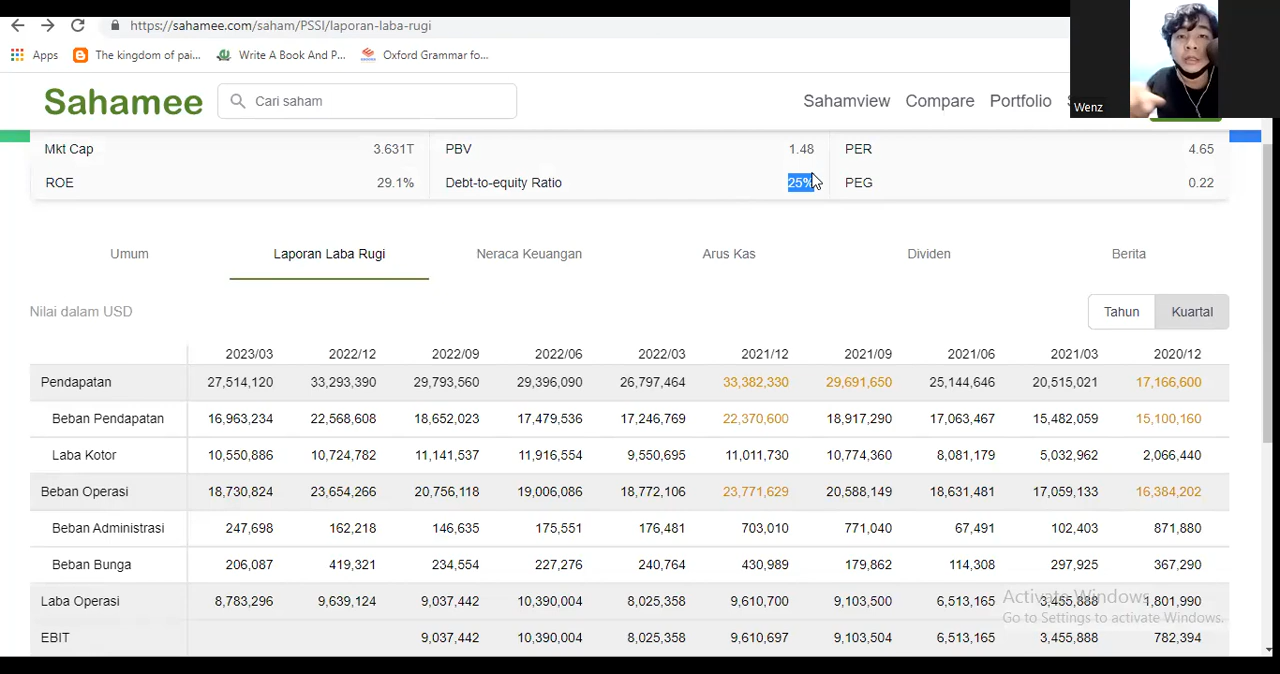 https://sahamee.com/saham/PSSI/laporan-laba-rugi
Apps The kingdom of pai... Write A Book And P... Oxford Grammar fo...
Sahamee Cari saham Sahamview Compare Portfolio
Wenz
Mkt Cap 3.631T PBV 1.48 PER 4.65
ROE 29.1% Debt-to-equity Ratio 25% PEG 0.22
Umum Laporan Laba Rugi Neraca Keuangan Arus Kas Dividen Berita
Nilai dalam USD Tahun Kuartal
2023/03 2022/12 2022/09 2022/06 2022/03 2021/12 2021/09 2021/06 2021/03 2020/12
Pendapatan 27,514,120 33,293,390 29,793,560 29,396,090 26,797,464 33,382,330 29,691,650 25,144,646 20,515,021 17,166,600
Beban Pendapatan 16,963,234 22,568,608 18,652,023 17,479,536 17,246,769 22,370,600 18,917,290 17,063,467 15,482,059 15,100,160
Laba Kotor 10,550,886 10,724,782 11,141,537 11,916,554 9,550,695 11,011,730 10,774,360 8,081,179 5,032,962 2,066,440
Beban Operasi 18,730,824 23,654,266 20,756,118 19,006,086 18,772,106 23,771,629 20,588,149 18,631,481 17,059,133 16,384,202
Beban Administrasi 247,698 162,218 146,635 175,551 176,481 703,010 771,040 67,491 102,403 871,880
Beban Bunga 206,087 419,321 234,554 227,276 240,764 430,989 179,862 114,308 297,925 367,290
Laba Operasi 8,783,296 9,639,124 9,037,442 10,390,004 8,025,358 9,610,700 9,103,500 6,513,165 3,455,888 1,801,990
Activate Windows
Go to Settings to activate Windows.
EBIT 9,037,442 10,390,004 8,025,358 9,610,697 9,103,504 6,513,165 3,455,888 782,394